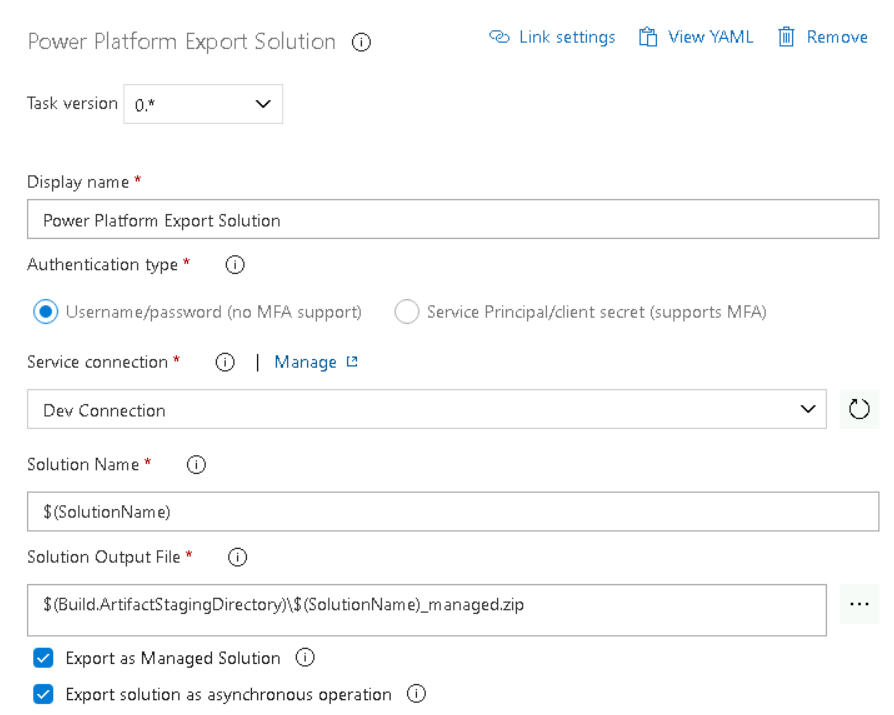 Power Platform Export Solution
Link settings
View YAML
Remove
Task version 0.*
Display name *
Power Platform Export Solution
Authentication type *
Username/password (no MFA support)
Service Principal/client secret (supports MFA)
Service connection * | Manage
Dev Connection
Solution Name *
$(SolutionName)
Solution Output File *
$(Build.ArtifactStagingDirectory)\$(SolutionName)_managed.zip
Export as Managed Solution
Export solution as asynchronous operation